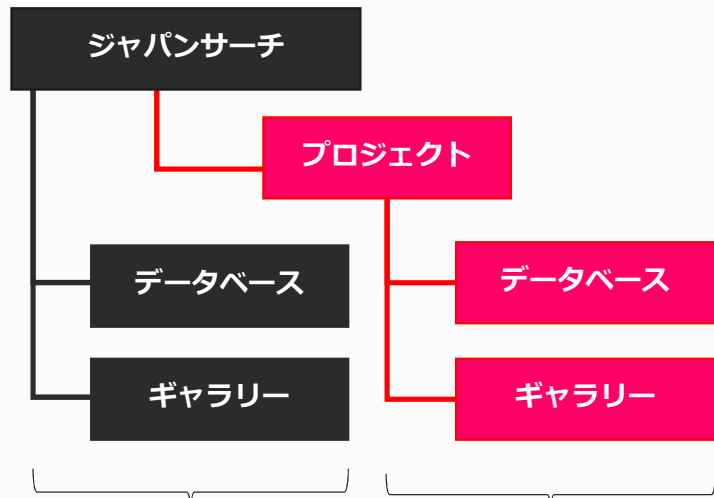 ジャパンサーチ
プロジェクト
データベース
データベース
ギャラリー
ギャラリー